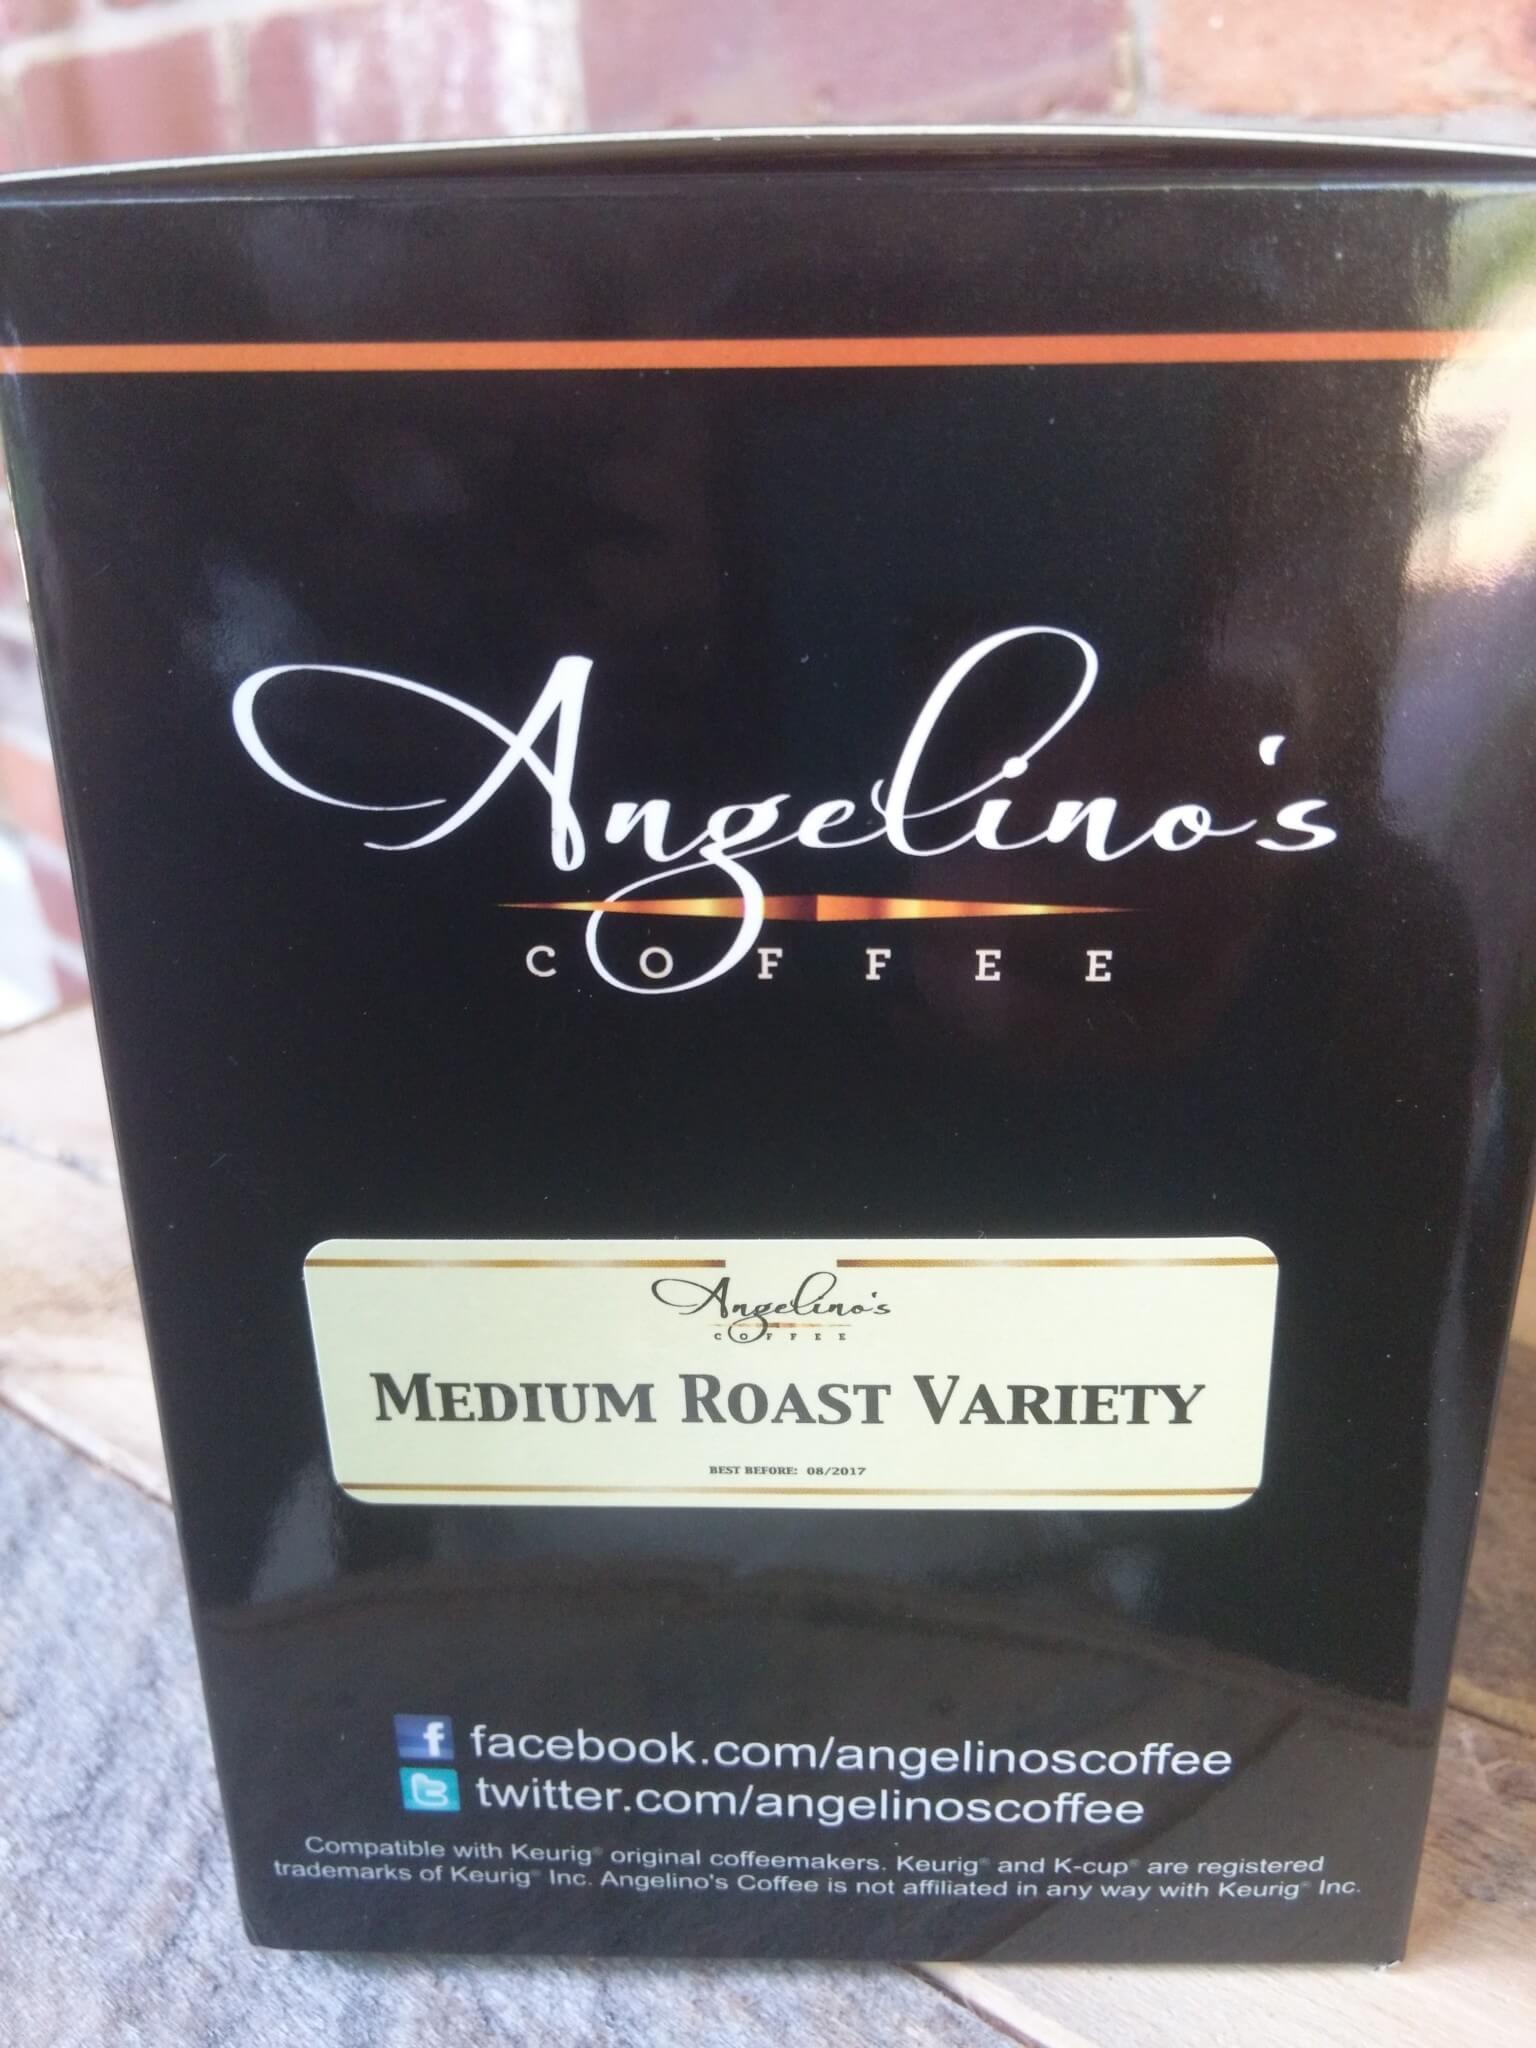 Angelino's
COFFEE
Angelino's
COFFEE
MEDIUM ROAST VARIETY
BEST BEFORE: 08/2017
f facebook.com/angelinoscoffee
t twitter.com/angelinoscoffee
Compatible with Keurig® original coffeemakers. Keurig® and K-cup® are registered
trademarks of Keurig® Inc. Angelino's Coffee is not affiliated in any way with Keurig® Inc.